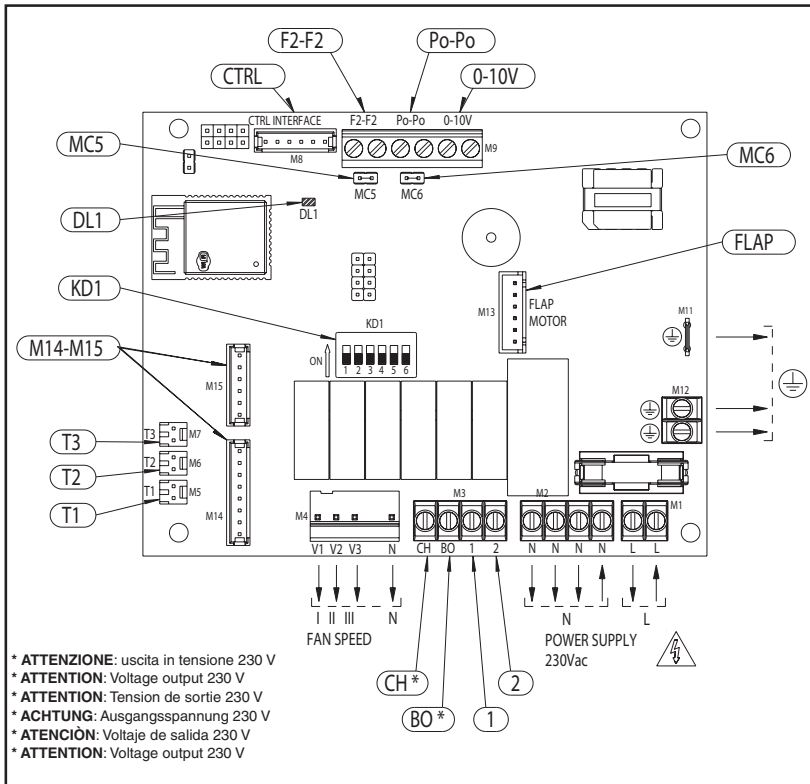 F2-F2 Po-Po
CTRL 0-10V
CTRL INTERFACE F2-F2 Po-Po 0-10V
M8 M9
MC5 MC6
MC5 MC6
DL1 DL1
FLAP
KD1
KD1
M13 FLAP
MOTOR
M11
M14-M15
ON
1 2 3 4 5 6
M15
M12
T3 T3 M7
T2 T2 M6
T1 T1 M5
M14
M4 M3 M2 M1
V1 V2 V3 N CH BO 1 2 N N N N L L
I II III N N L
FAN SPEED POWER SUPPLY
230Vac
CH * 2
BO * 1
* ATTENZIONE: uscita in tensione 230 V
* ATTENTION: Voltage output 230 V
* ATTENTION: Tension de sortie 230 V
* ACHTUNG: Ausgangsspannung 230 V
* ATENCIÒN: Voltaje de salida 230 V
* ATTENTION: Voltage output 230 V